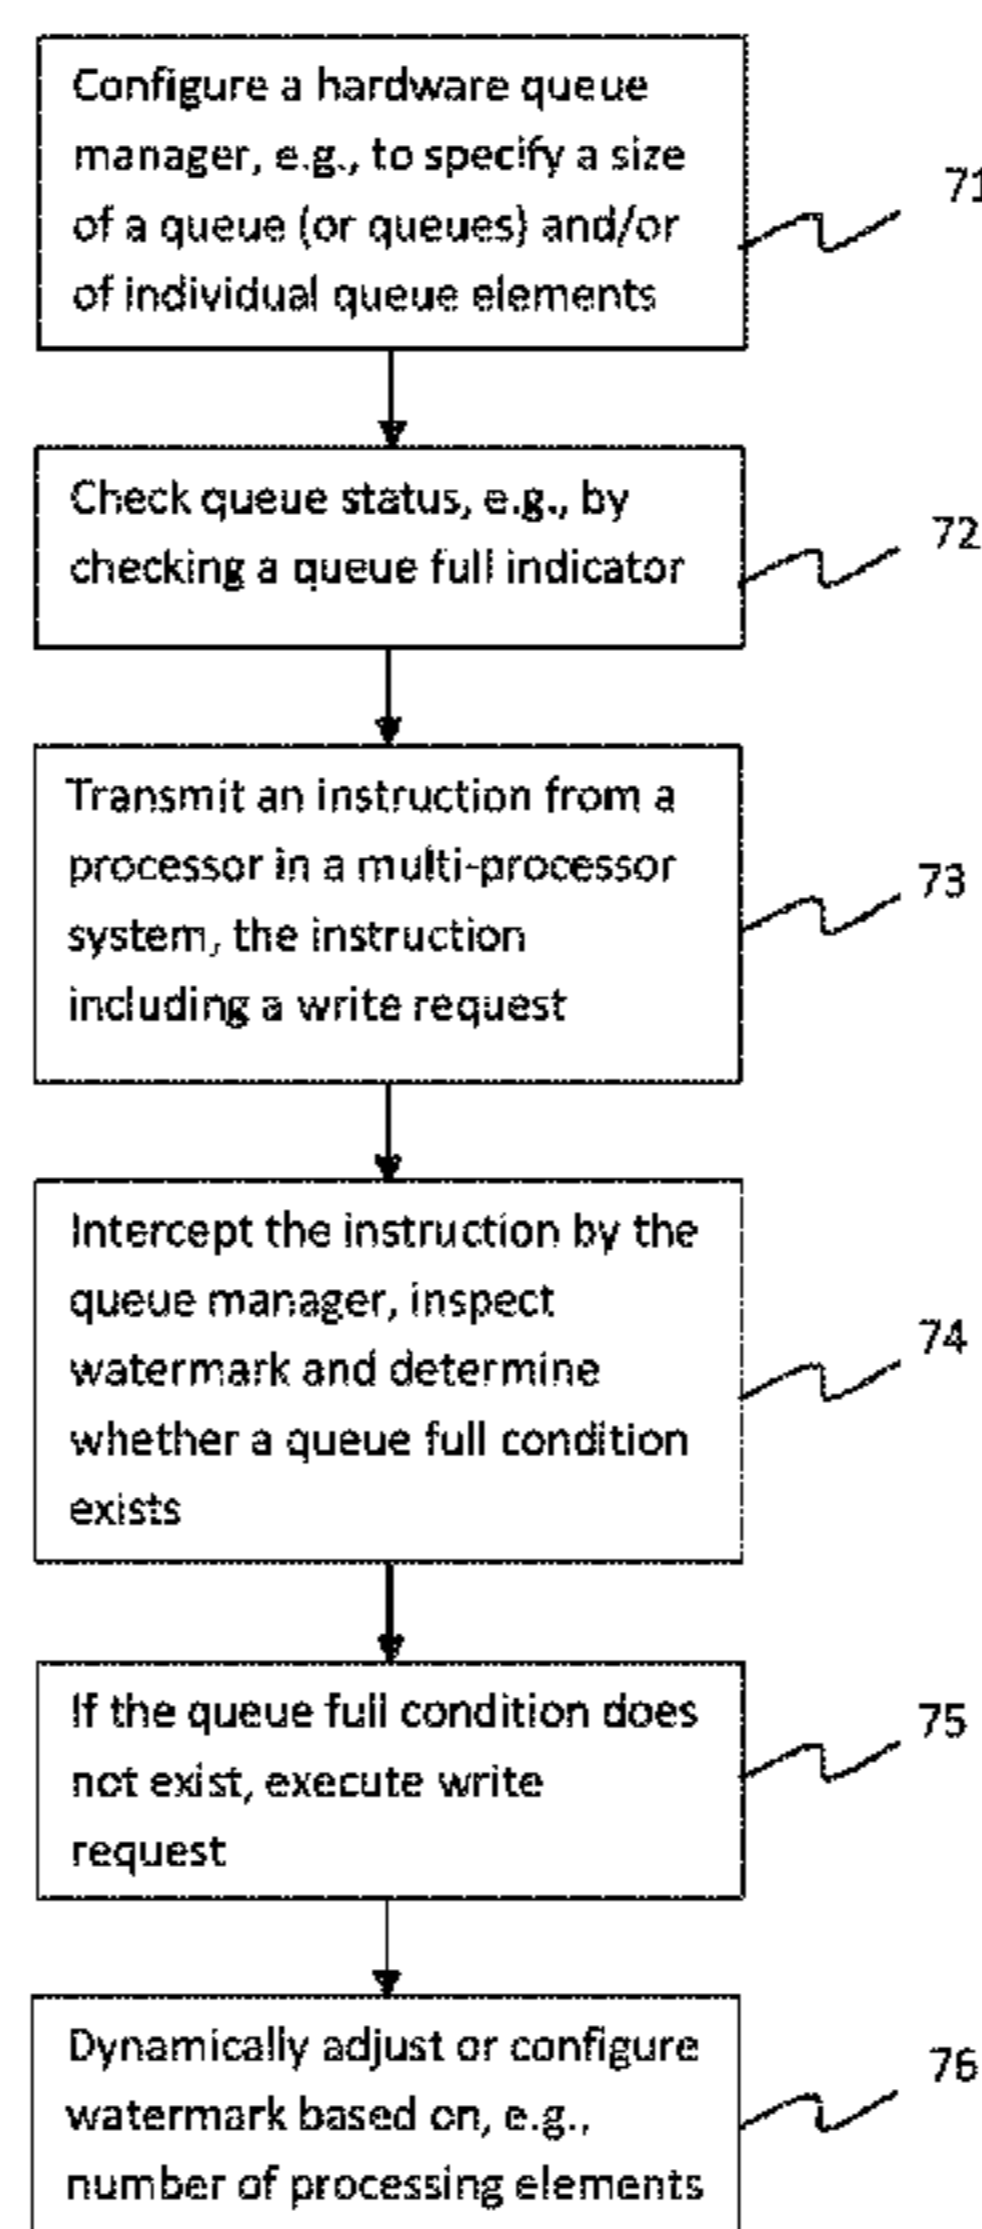 Configure a hardware queue
manager, e.g., to specify a size
of a queue (or queues) and/or
of individual queue elements
71
Check queue status, e.g., by
checking a queue full indicator
72
Transmit an instruction from a
processor in a multi-processor
system, the instruction
including a write request
73
Intercept the instruction by the
queue manager, inspect
watermark and determine
whether a queue full condition
exists
74
If the queue full condition does
not exist, execute write
request
75
Dynamically adjust or configure
watermark based on, e.g.,
number of processing elements
76